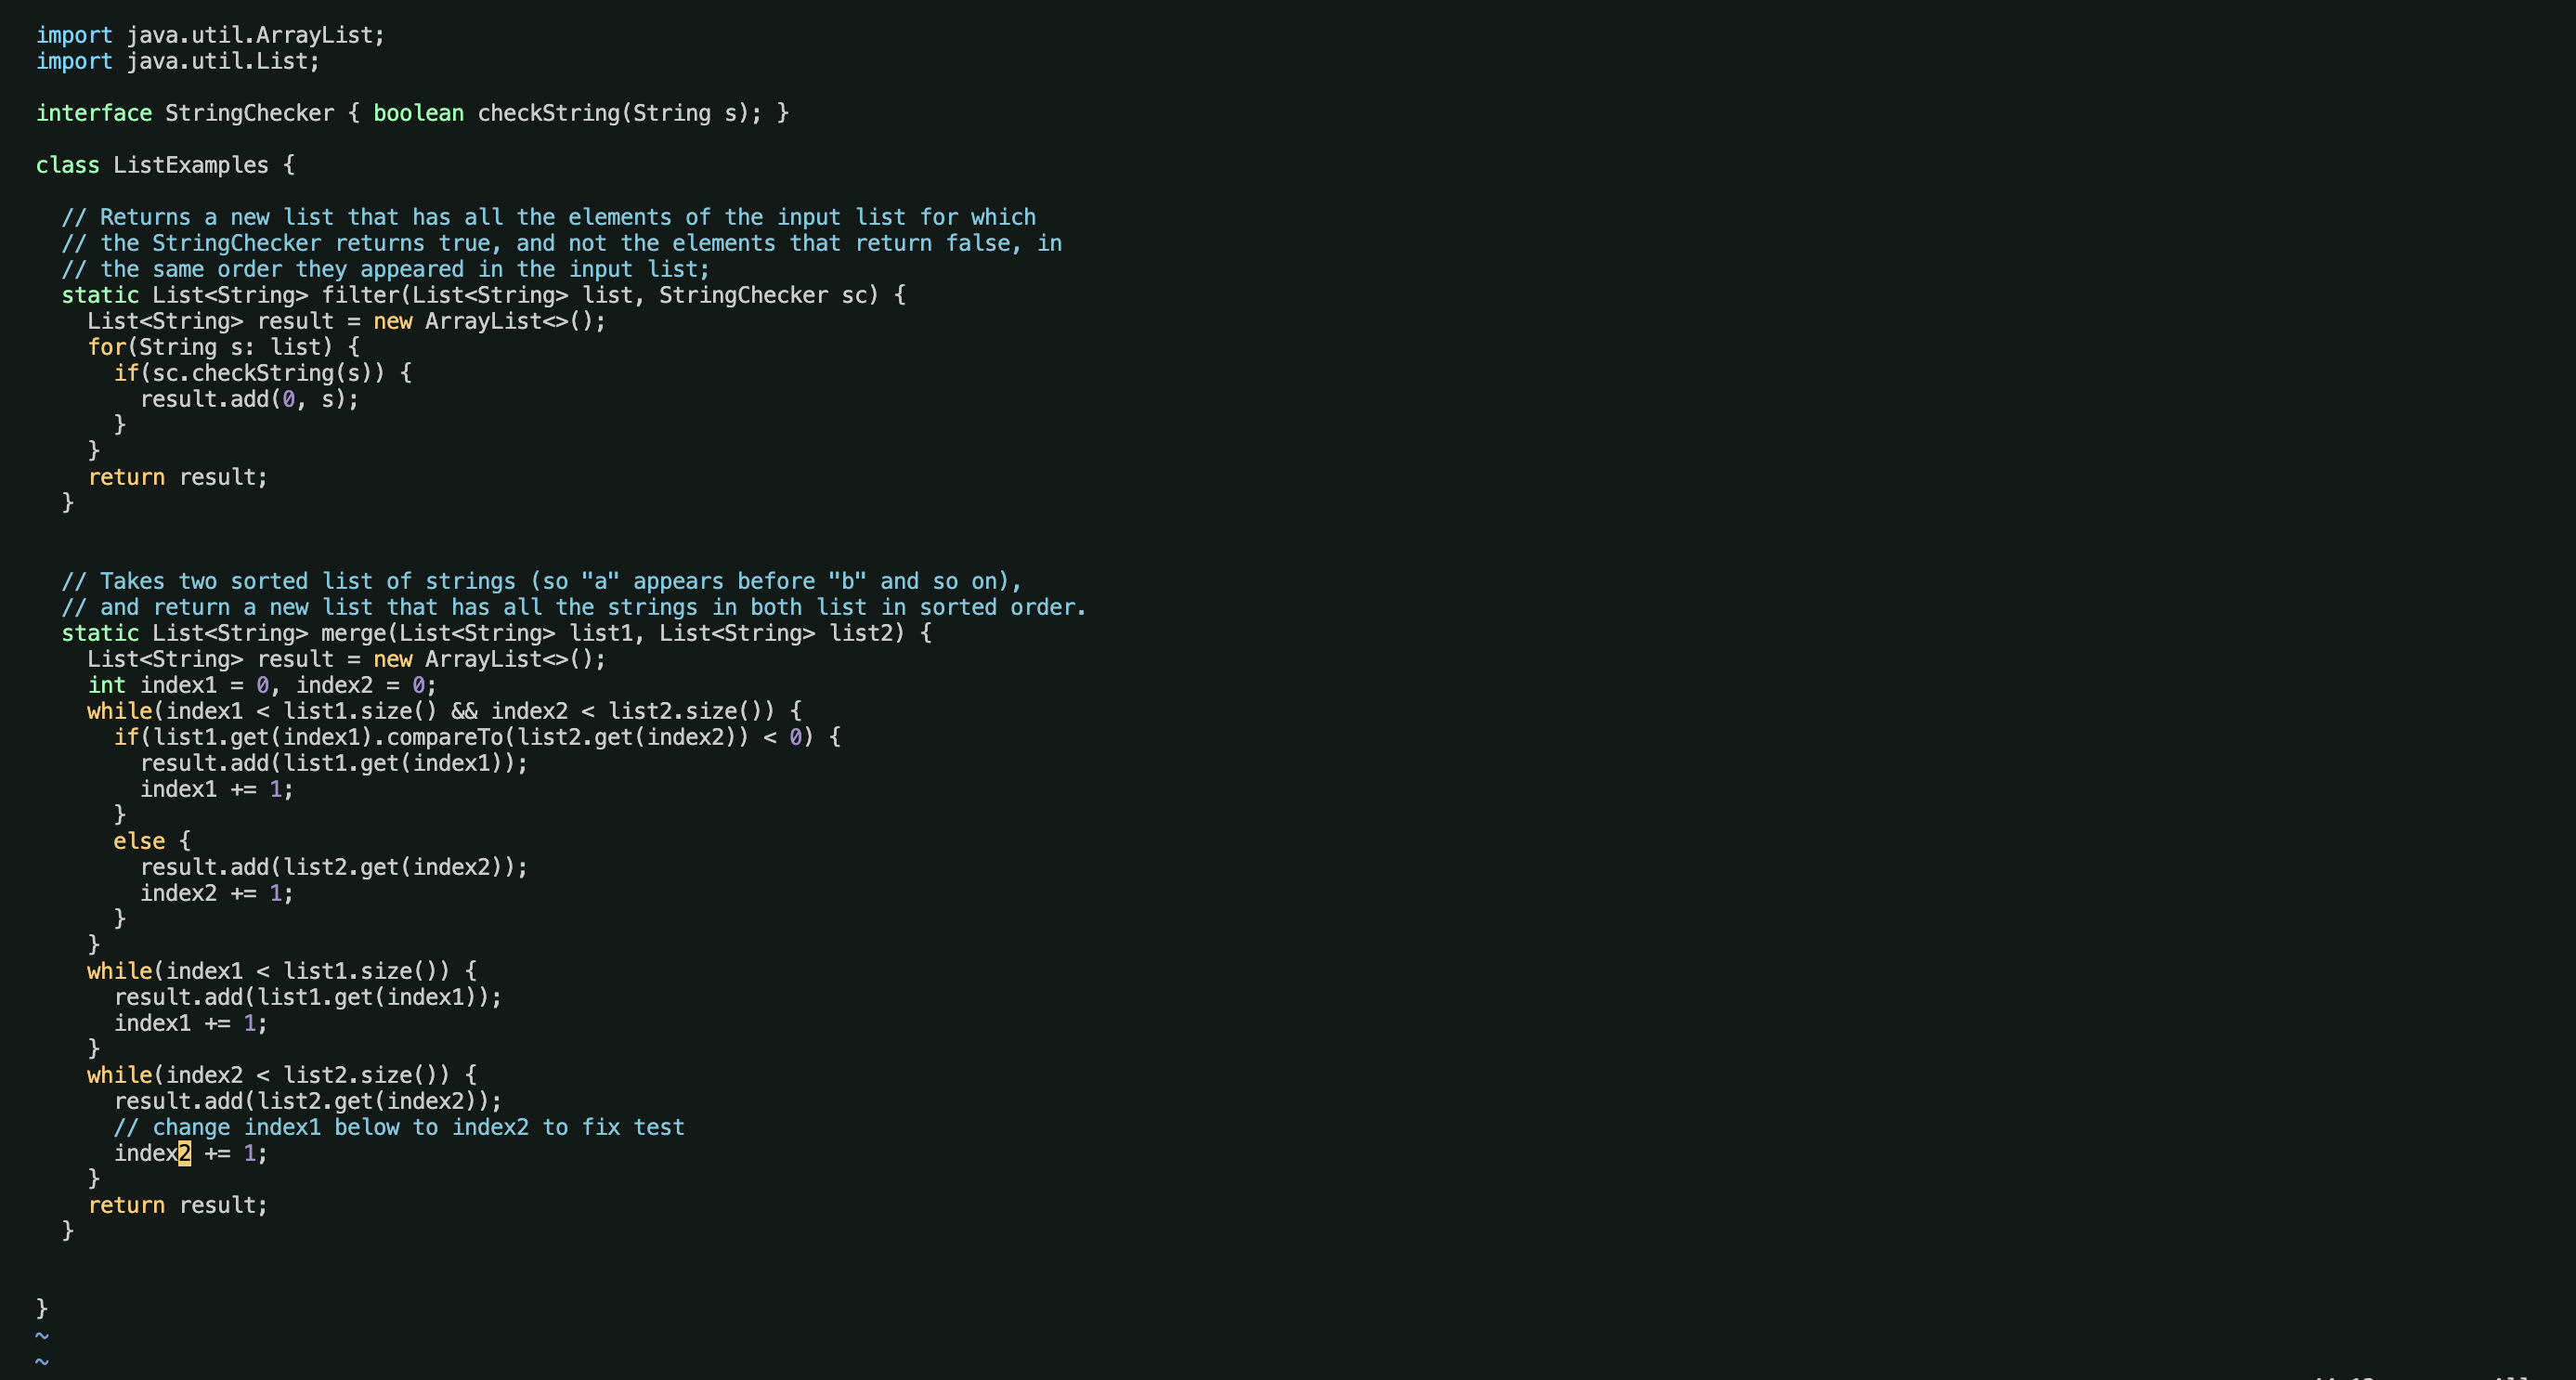 import java.util.ArrayList;
import java.util.List;

interface StringChecker { boolean checkString(String s); }

class ListExamples {

  // Returns a new list that has all the elements of the input list for which
  // the StringChecker returns true, and not the elements that return false, in
  // the same order they appeared in the input list;
  static List<String> filter(List<String> list, StringChecker sc) {
    List<String> result = new ArrayList<>();
    for(String s: list) {
      if(sc.checkString(s)) {
        result.add(0, s);
      }
    }
    return result;
  }


  // Takes two sorted list of strings (so "a" appears before "b" and so on),
  // and return a new list that has all the strings in both list in sorted order.
  static List<String> merge(List<String> list1, List<String> list2) {
    List<String> result = new ArrayList<>();
    int index1 = 0, index2 = 0;
    while(index1 < list1.size() && index2 < list2.size()) {
      if(list1.get(index1).compareTo(list2.get(index2)) < 0) {
        result.add(list1.get(index1));
        index1 += 1;
      }
      else {
        result.add(list2.get(index2));
        index2 += 1;
      }
    }
    while(index1 < list1.size()) {
      result.add(list1.get(index1));
      index1 += 1;
    }
    while(index2 < list2.size()) {
      result.add(list2.get(index2));
      // change index1 below to index2 to fix test
      index2 += 1;
    }
    return result;
  }


}
~
~